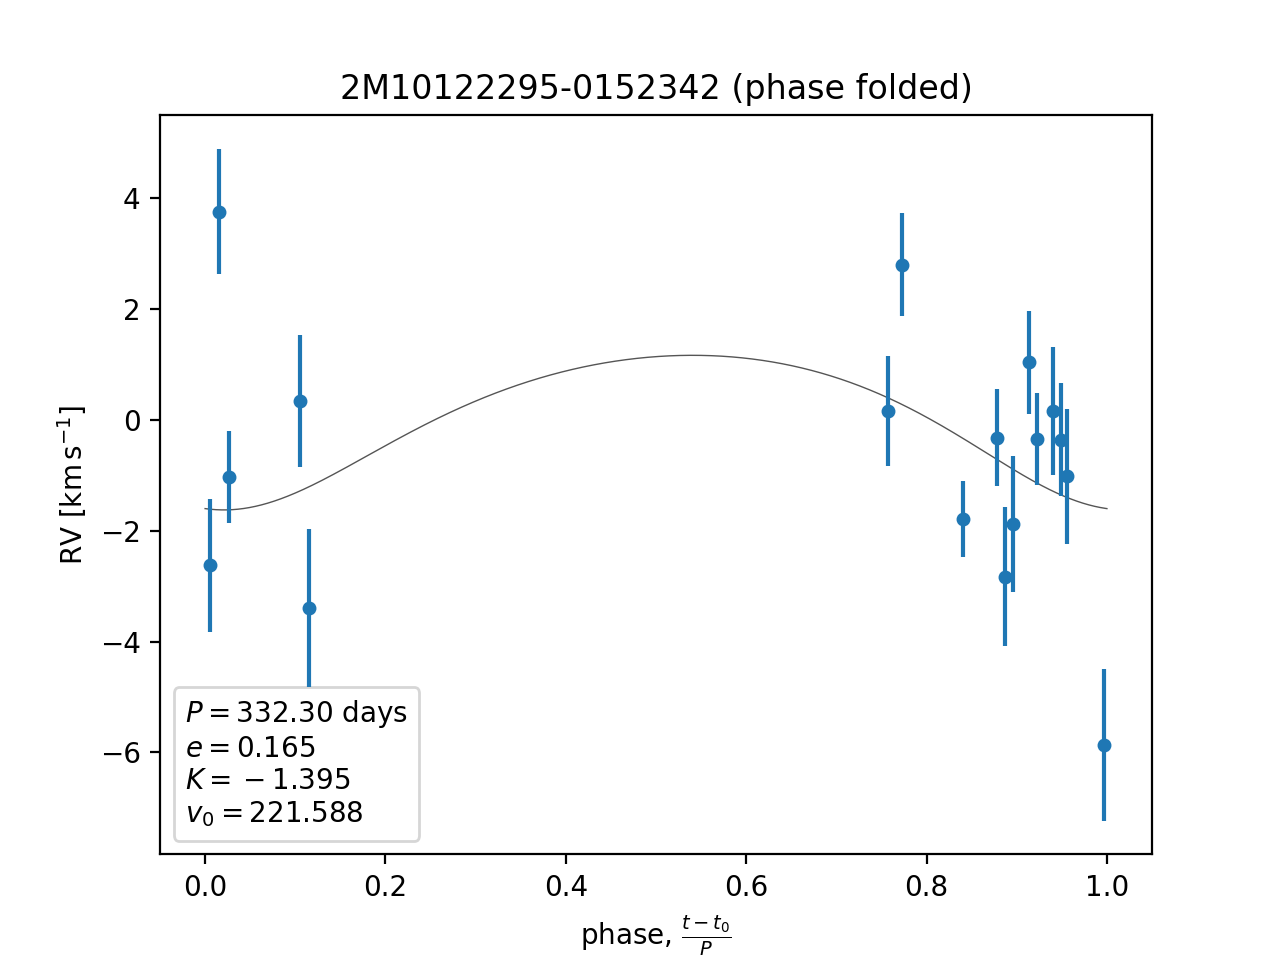 2M10122295-0152342 (phase folded)
4
2
0
−2
−4
−6
RV [km s⁻¹]
P = 332.30 days
e = 0.165
K = −1.395
v₀ = 221.588
0.0 0.2 0.4 0.6 0.8 1.0
phase, (t − t₀)/P